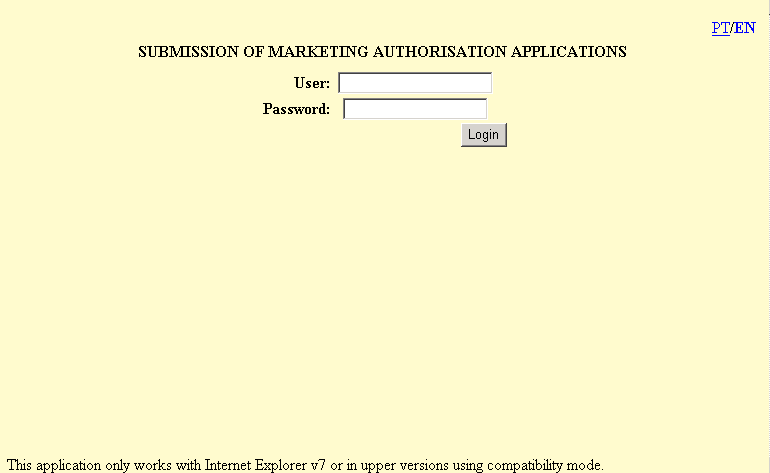 PT/EN
SUBMISSION OF MARKETING AUTHORISATION APPLICATIONS
User:
Password:
Login
This application only works with Internet Explorer v7 or in upper versions using compatibility mode.